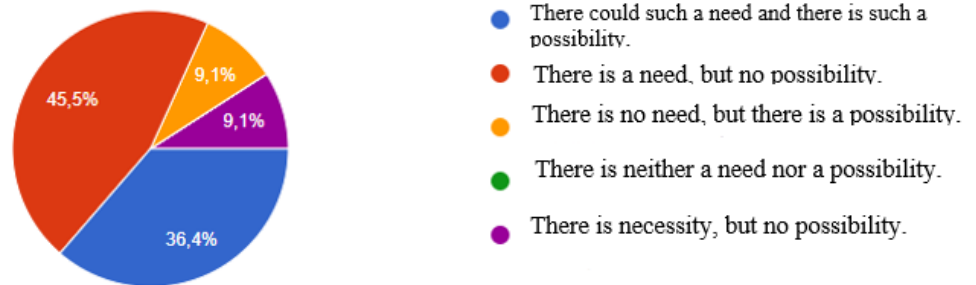 There could such a need and there is such a
possibility.
45,5%
9,1%
There is a need, but no possibility.
There is no need, but there is a possibility.
9,1%
There is neither a need nor a possibility.
There is necessity, but no possibility.
36,4%